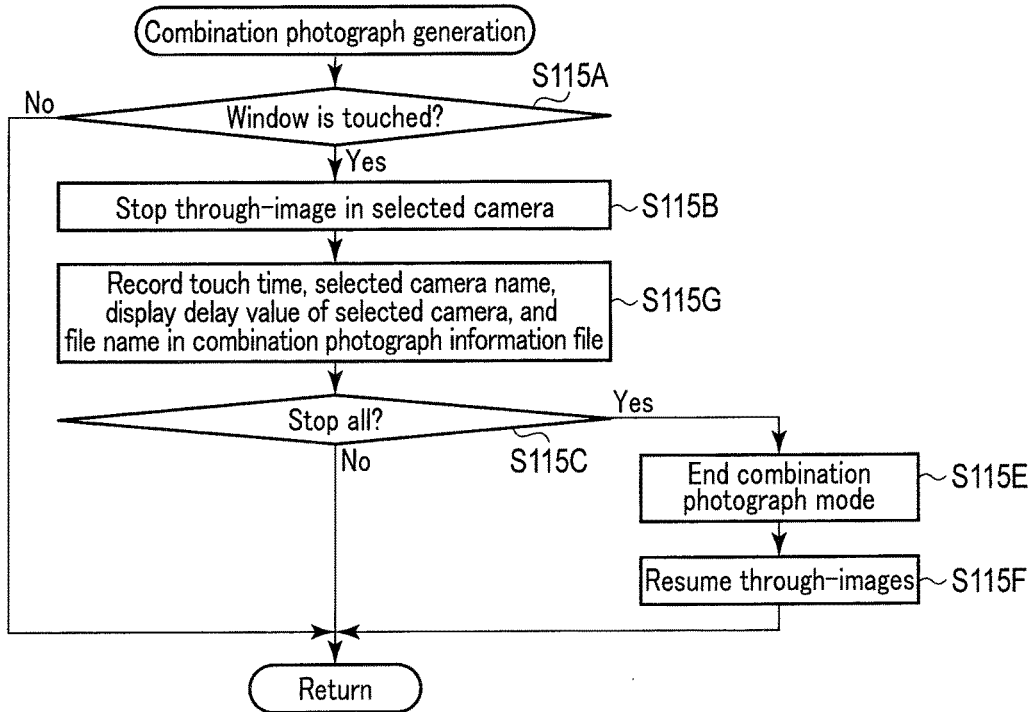 Combination photograph generation
S115A
No
Window is touched?
Yes
Stop through-image in selected camera
S115B
Record touch time, selected camera name,
display delay value of selected camera, and
file name in combination photograph information file
S115G
Stop all?
Yes
S115C
No
End combination
photograph mode
S115E
Resume through-images
S115F
Return